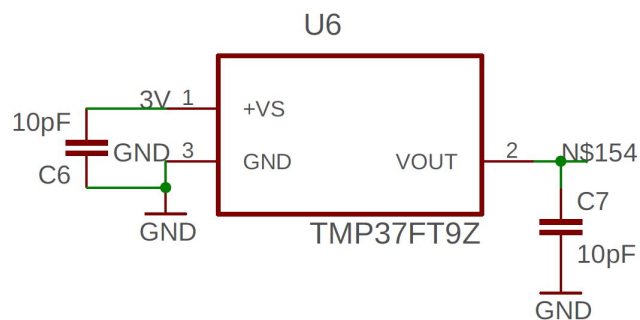 U6
3V 1
+VS
10pF
GND 3
GND
VOUT
2
N$154
C6
C7
GND
TMP37FT9Z
10pF
GND